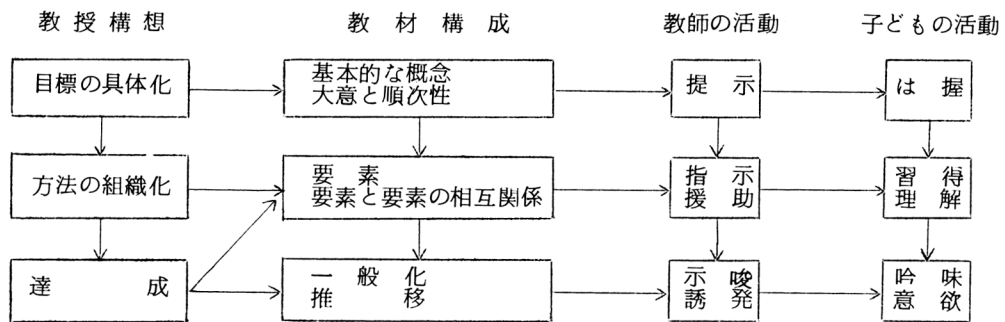 教授構想 教材構成 教師の活動 子どもの活動
目標の具体化
基本的な概念
大意と順次性
提示
は握
方法の組織化
要素
要素と要素の相互関係
指示
援助
習得
理解
達成
一般化
推移
示唆
誘発
吟味
意欲